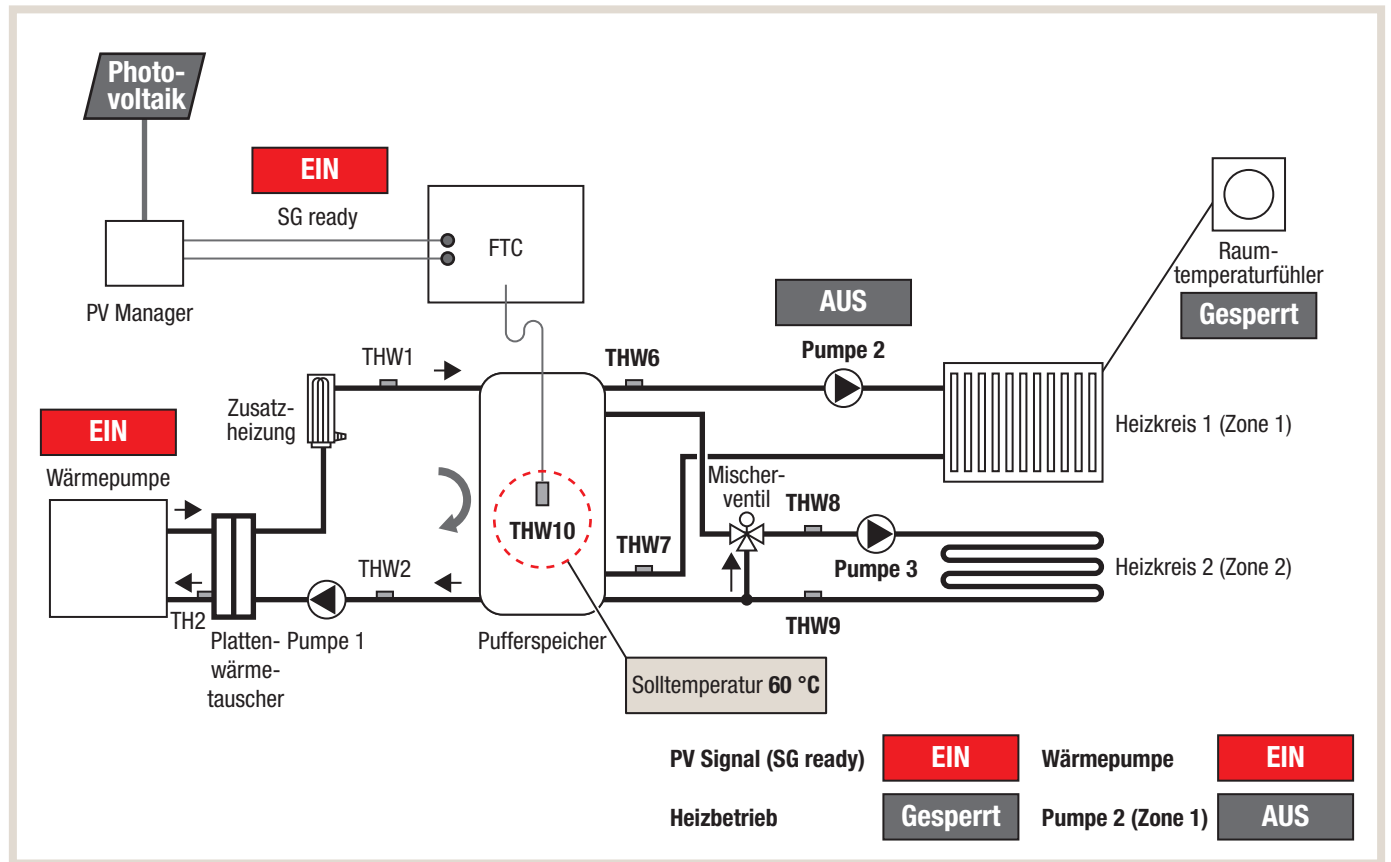 Photo-
voltaik
EIN
SG ready
FTC
PV Manager
Raum-
temperaturfühler
Gesperrt
AUS
Pumpe 2
THW1
THW6
Zusatz-
heizung
EIN
Wärmepumpe
Heizkreis 1 (Zone 1)
Mischer-
ventil
THW8
THW10
THW7
Pumpe 3
Heizkreis 2 (Zone 2)
THW2
TH2
THW9
Platten-
wärme-
tauscher
Pumpe 1
Pufferspeicher
Solltemperatur 60 °C
PV Signal (SG ready) EIN Wärmepumpe EIN
Heizbetrieb Gesperrt Pumpe 2 (Zone 1) AUS